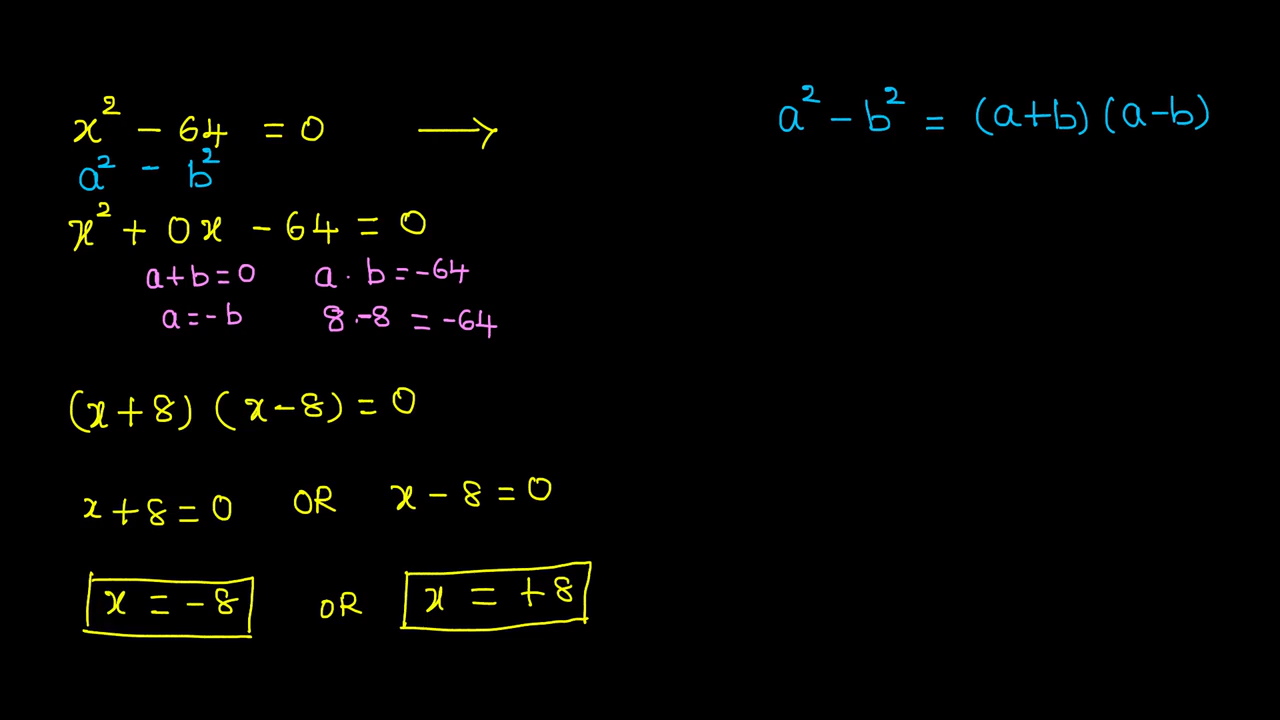 x² - 64 = 0 ⟶ a² - b² = (a+b) (a-b)
a² - b²
x² + 0x - 64 = 0
a+b=0 a · b = -64
a=-b 8 · -8 = -64
(x+8) (x-8) = 0
x+8=0 OR x-8=0
x = -8 OR x = +8